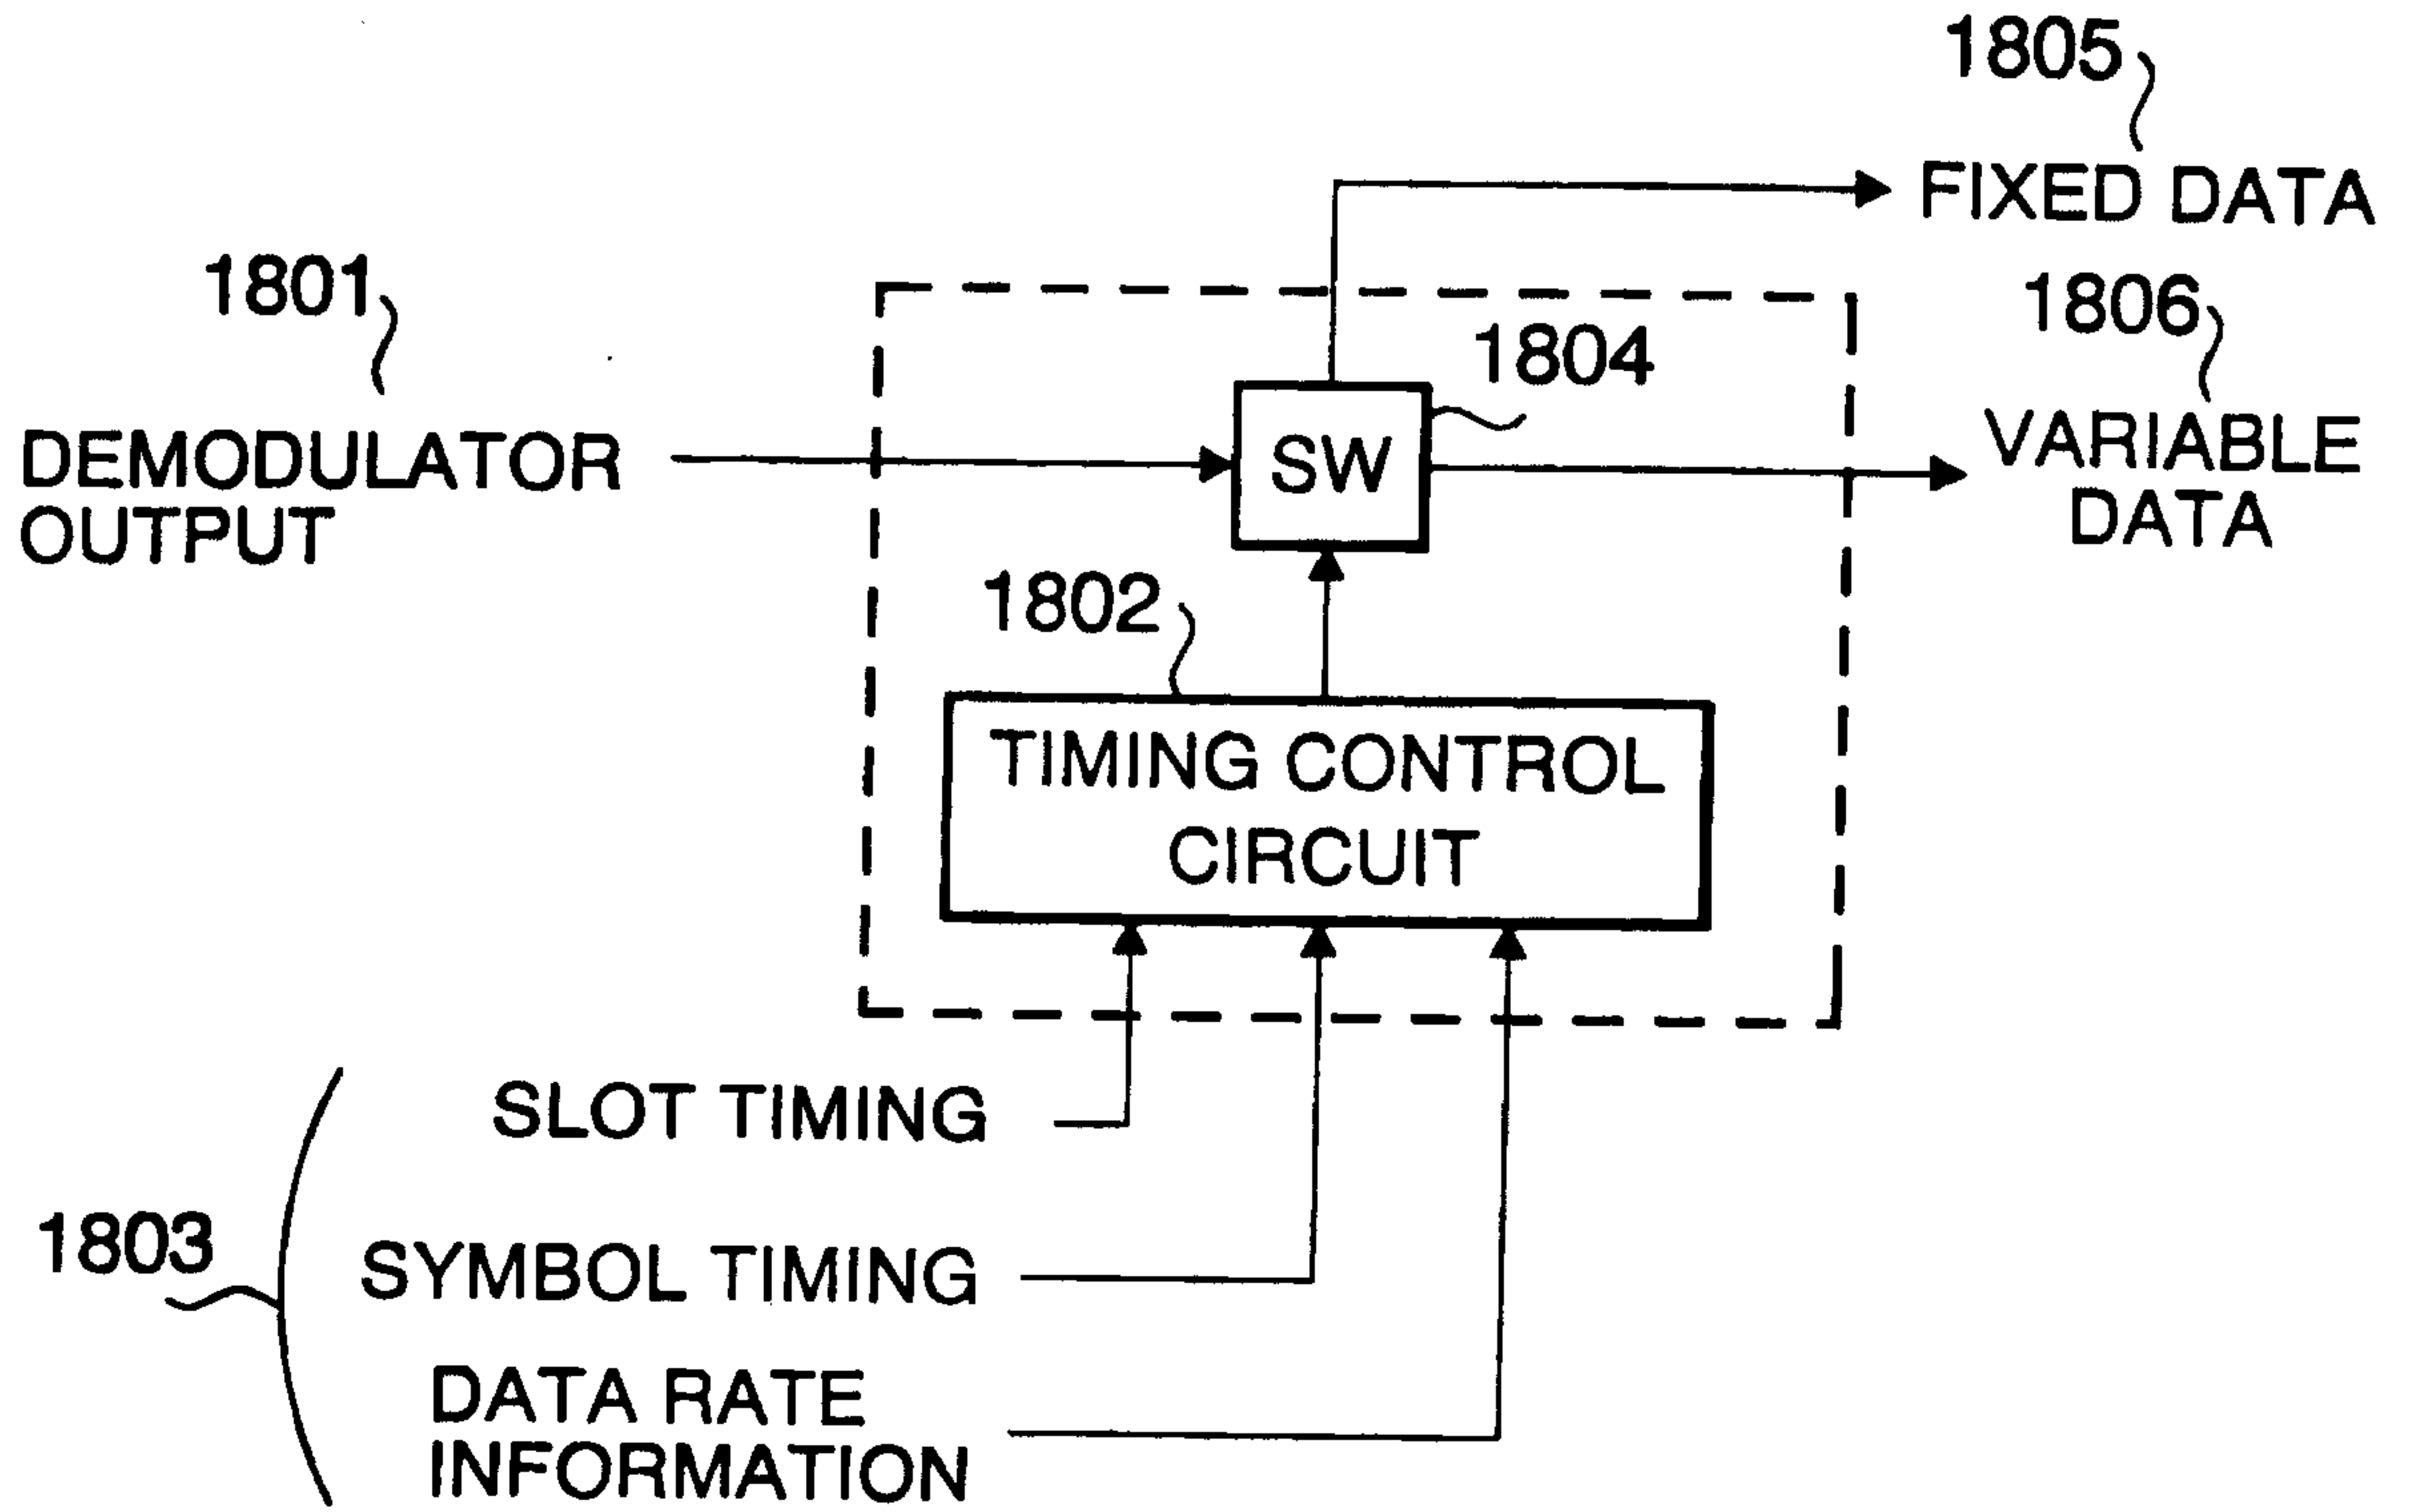 1805
FIXED DATA
1801
1806
1804
DEMODULATOR
OUTPUT
SW
VARIABLE
DATA
1802
TIMING CONTROL
CIRCUIT
SLOT TIMING
1803
SYMBOL TIMING
DATA RATE
INFORMATION